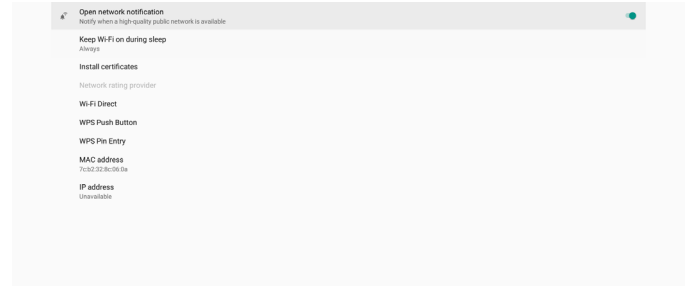 Open network notification
Notify when a high-quality public network is available
Keep Wi-Fi on during sleep
Always
Install certificates
Network rating provider
Wi-Fi Direct
WPS Push Button
WPS Pin Entry
MAC address
7c:b2:32:8c:06:0a
IP address
Unavailable